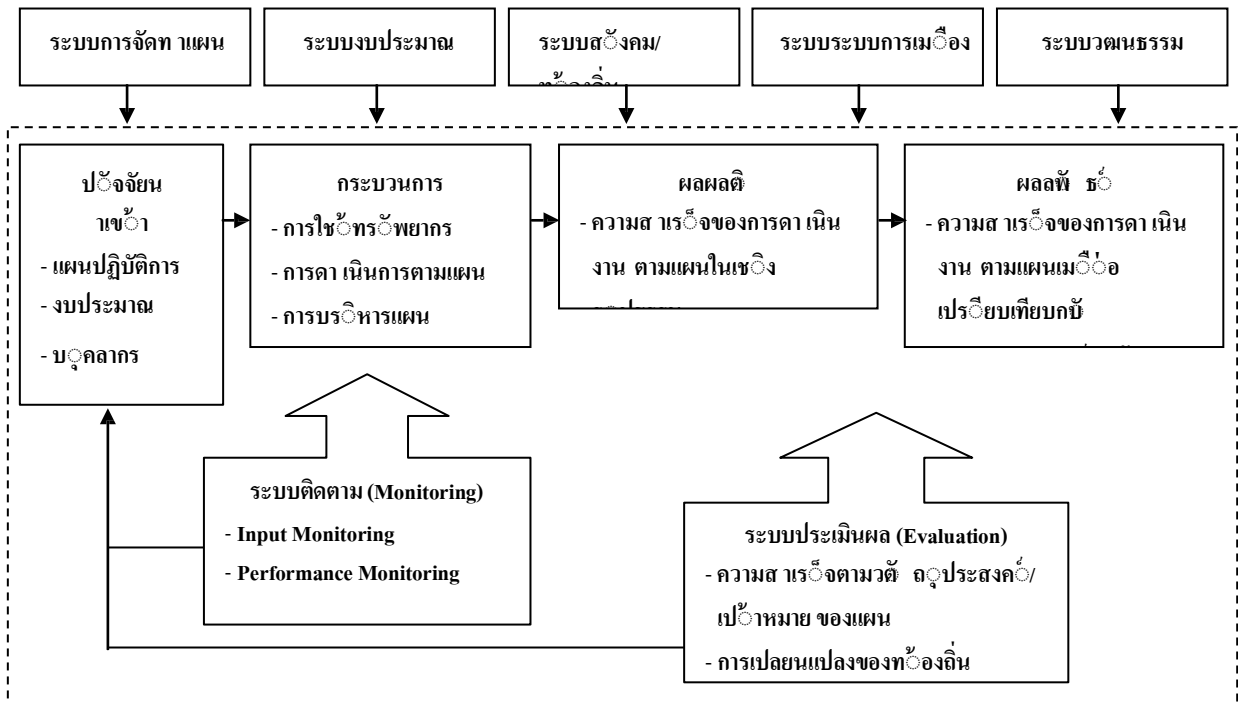 ระบบการจัดท าแผน
ระบบงบประมาณ
ระบบสังคม/
ท้องถิ่น
ระบบระบบการเมือง
ระบบวฒนธรรม
ปัจจัยน
าเข้า
- แผนปฏิบัติการ
- งบประมาณ
- บุคลากร
กระบวนการ
- การใช้ทรัพยากร
- การดา เนินการตามแผน
- การบริหารแผน
ผลผลติ
- ความส าเร็จของการดา เนิน
งาน ตามแผนในเชิง
ผลลพั ธ์
- ความส าเร็จของการดา เนิน
งาน ตามแผนเมื่อ
เปรียบเทียบกบั
ระบบติดตาม (Monitoring)
- Input Monitoring
- Performance Monitoring
ระบบประเมินผล (Evaluation)
- ความส าเร็จตามวตั ถุประสงค์/
เป้าหมาย ของแผน
- การเปลยนแปลงของท้องถิ่น